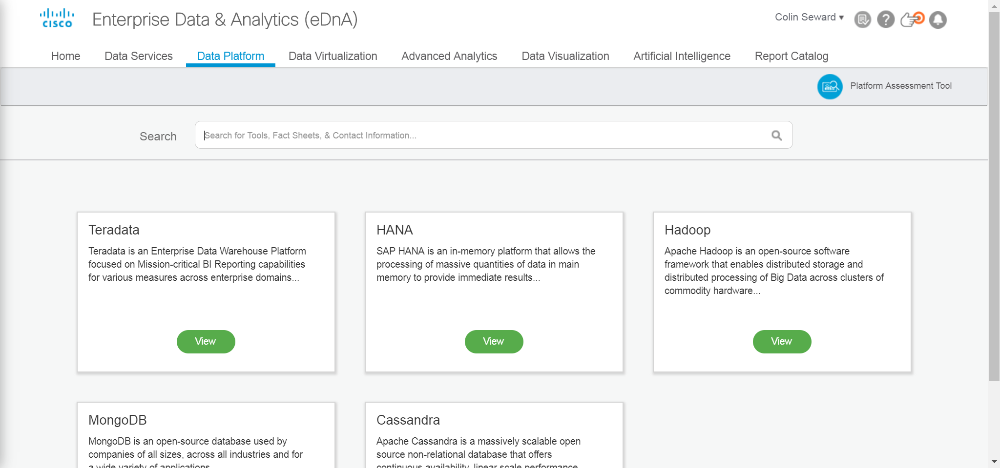 CISCO
Enterprise Data & Analytics (eDnA)
Colin Seward
Home
Data Services
Data Platform
Data Virtualization
Advanced Analytics
Data Visualization
Artificial Intelligence
Report Catalog
Platform Assessment Tool
Search
Search for Tools, Fact Sheets, & Contact Information...
Teradata
Teradata is an Enterprise Data Warehouse Platform
focused on Mission-critical BI Reporting capabilities
for various measures across enterprise domains...
View
HANA
SAP HANA is an in-memory platform that allows the
processing of massive quantities of data in main
memory to provide immediate results...
View
Hadoop
Apache Hadoop is an open-source software
framework that enables distributed storage and
distributed processing of Big Data across clusters of
commodity hardware...
View
MongoDB
MongoDB is an open-source database used by
companies of all sizes, across all industries and for
a wide variety of applications
Cassandra
Apache Cassandra is a massively scalable open
source non-relational database that offers
continuous availability, linear scale performance